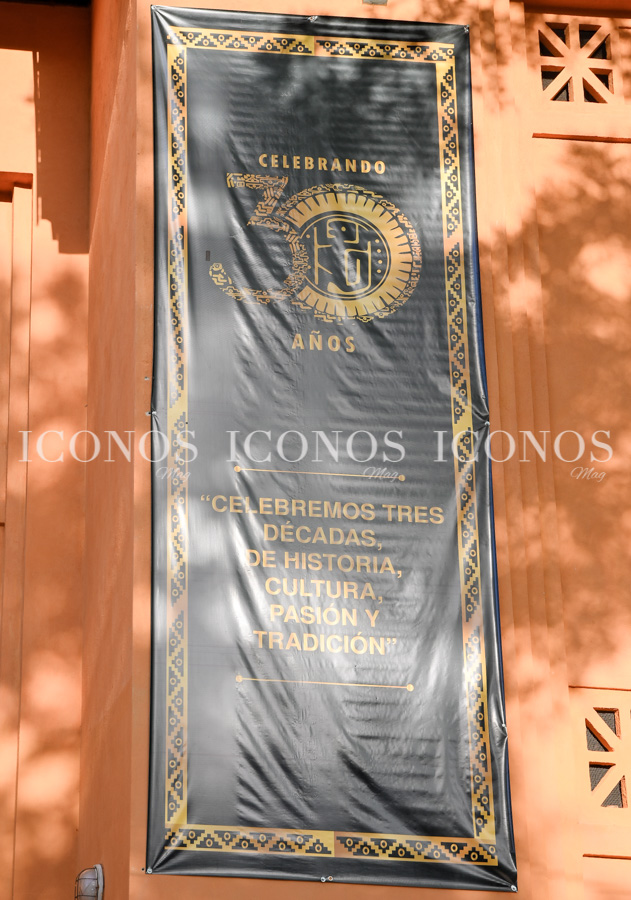 CELEBRANDO
30
AÑOS
ICONOS ICONOS ICONOS
Mag Mag Mag
“CELEBREMOS TRES
DÉCADAS,
DE HISTORIA,
CULTURA,
PASIÓN Y
TRADICIÓN”